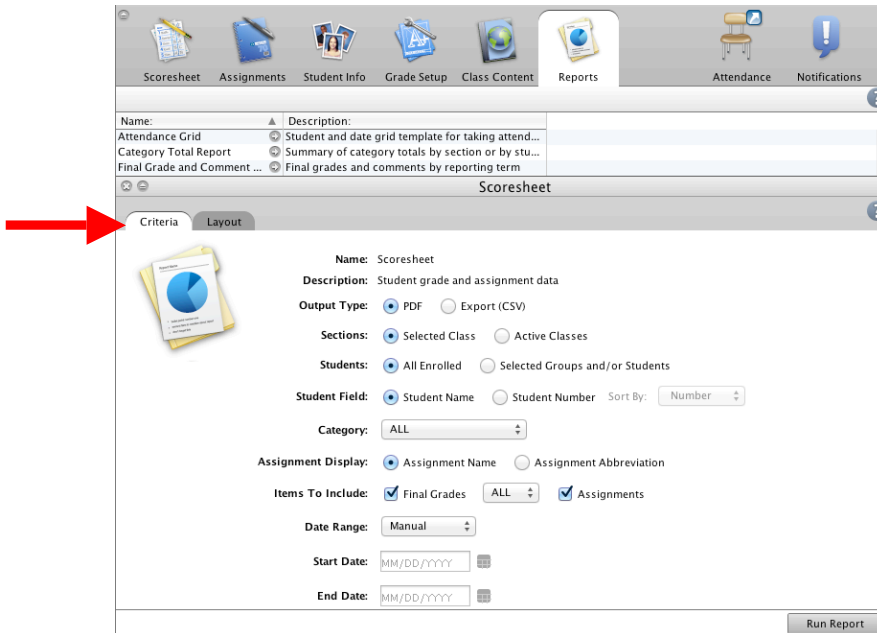 Scoresheet Assignments Student Info Grade Setup Class Content Reports Attendance Notifications
?
Name: Description:
Attendance Grid Student and date grid template for taking attend...
Category Total Report Summary of category totals by section or by stu...
Final Grade and Comment ... Final grades and comments by reporting term
Scoresheet
?
Criteria Layout
Name: Scoresheet
Description: Student grade and assignment data
Output Type: PDF Export (CSV)
Sections: Selected Class Active Classes
Students: All Enrolled Selected Groups and/or Students
Student Field: Student Name Student Number Sort By: Number
Category: ALL
Assignment Display: Assignment Name Assignment Abbreviation
Items To Include: Final Grades ALL Assignments
Date Range: Manual
Start Date: MM/DD/YYYY
End Date: MM/DD/YYYY
Run Report